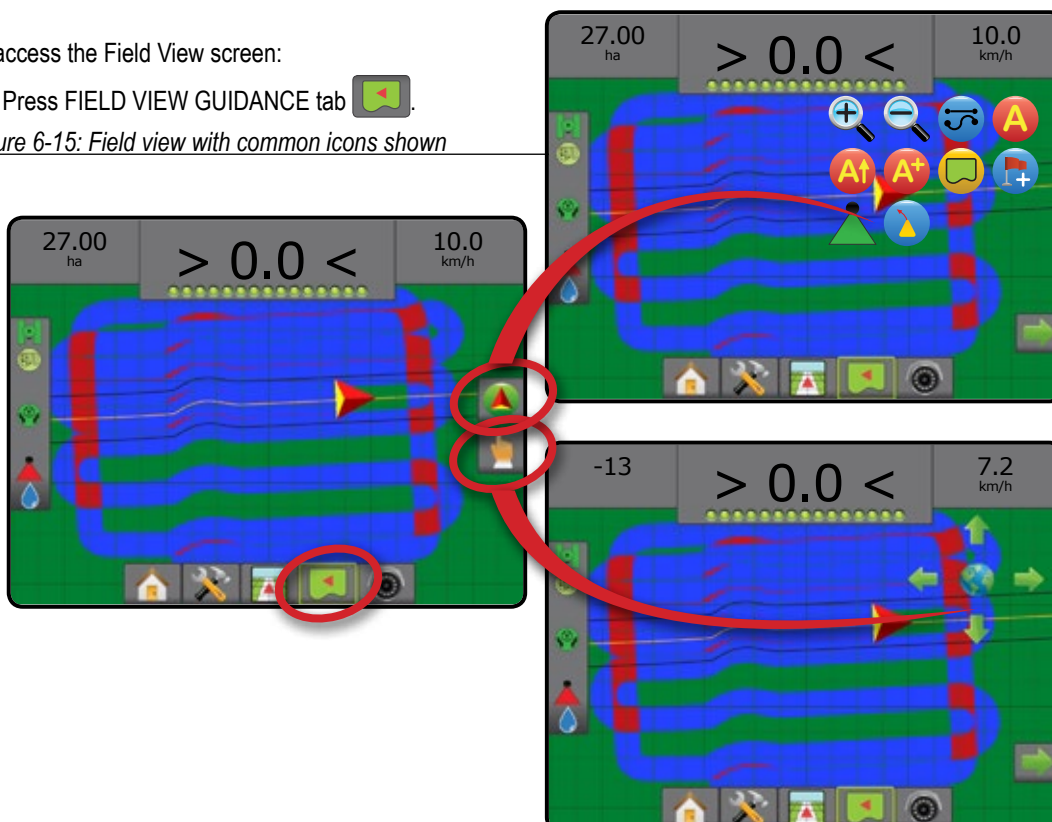 access the Field View screen:
Press FIELD VIEW GUIDANCE tab .
ure 6-15: Field view with common icons shown
27.00
ha
> 0.0 <
10.0
km/h
27.00
ha
> 0.0 <
10.0
km/h
A
A
A+
-13
> 0.0 <
7.2
km/h